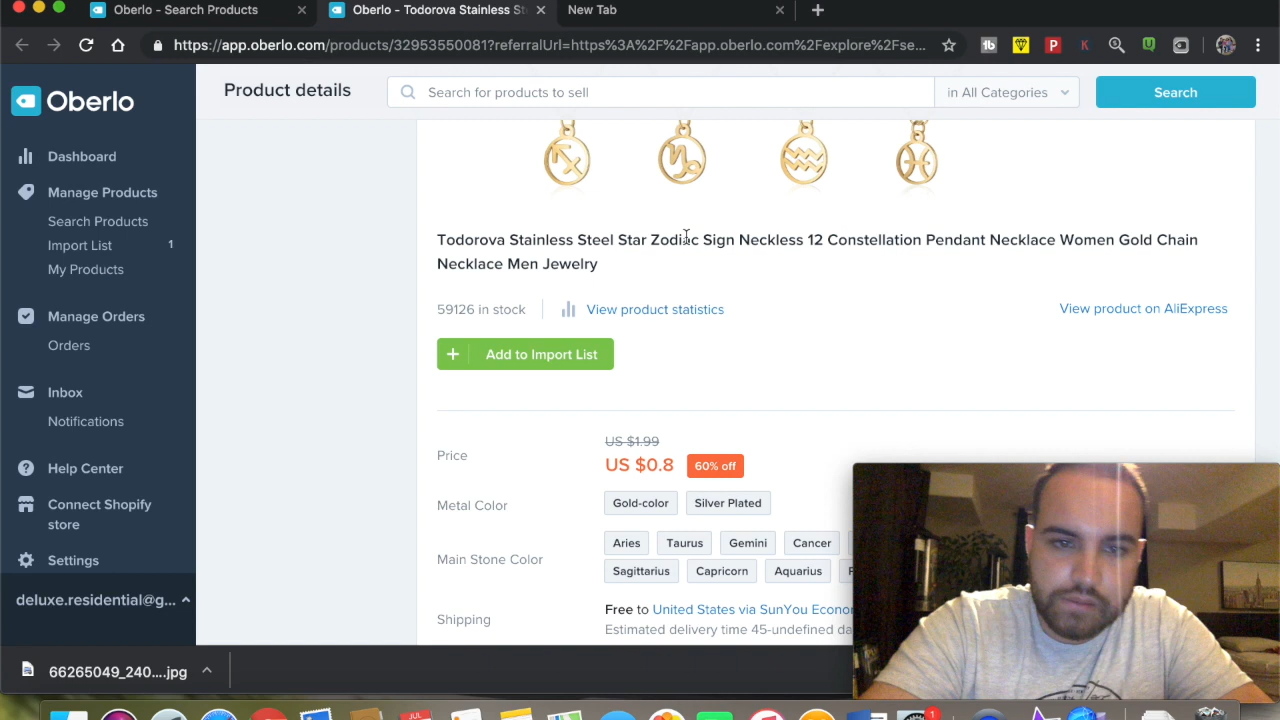 Oberlo - Search Products
Oberlo - Todorova Stainless St
New Tab
https://app.oberlo.com/products/32953550081?referralUrl=https%3A%2F%2Fapp.oberlo.com%2Fexplore%2Fse...
Oberlo
Product details
Search for products to sell
in All Categories
Search
Dashboard
Manage Products
Search Products
Import List 1
My Products
Manage Orders
Orders
Inbox
Notifications
Help Center
Connect Shopify
store
Settings
deluxe.residential@g...
Todorova Stainless Steel Star Zodiac Sign Neckless 12 Constellation Pendant Necklace Women Gold Chain
Necklace Men Jewelry
59126 in stock
View product statistics
View product on AliExpress
+ Add to Import List
Price
US $1.99
US $0.8 60% off
Metal Color
Gold-color Silver Plated
Main Stone Color
Aries Taurus Gemini Cancer
Sagittarius Capricorn Aquarius
Shipping
Free to United States via SunYou Econo
Estimated delivery time 45-undefined da
66265049_240....jpg
JUL
1